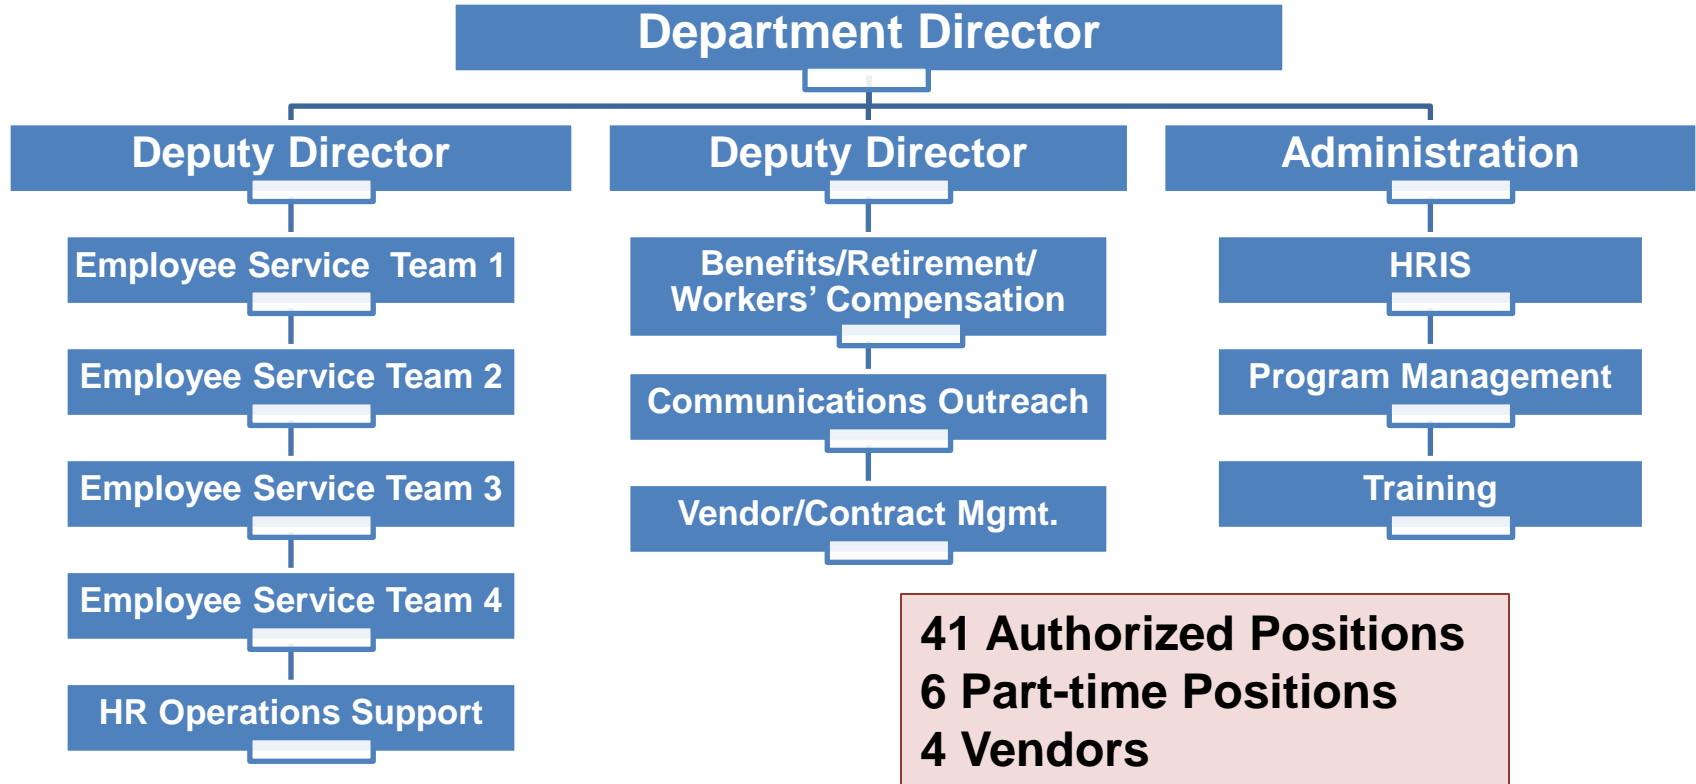 Department Director
Deputy Director
Deputy Director
Administration
Employee Service Team 1
Employee Service Team 2
Employee Service Team 3
Employee Service Team 4
HR Operations Support
Benefits/Retirement/
Workers’ Compensation
Communications Outreach
Vendor/Contract Mgmt.
HRIS
Program Management
Training
41 Authorized Positions
6 Part-time Positions
4 Vendors